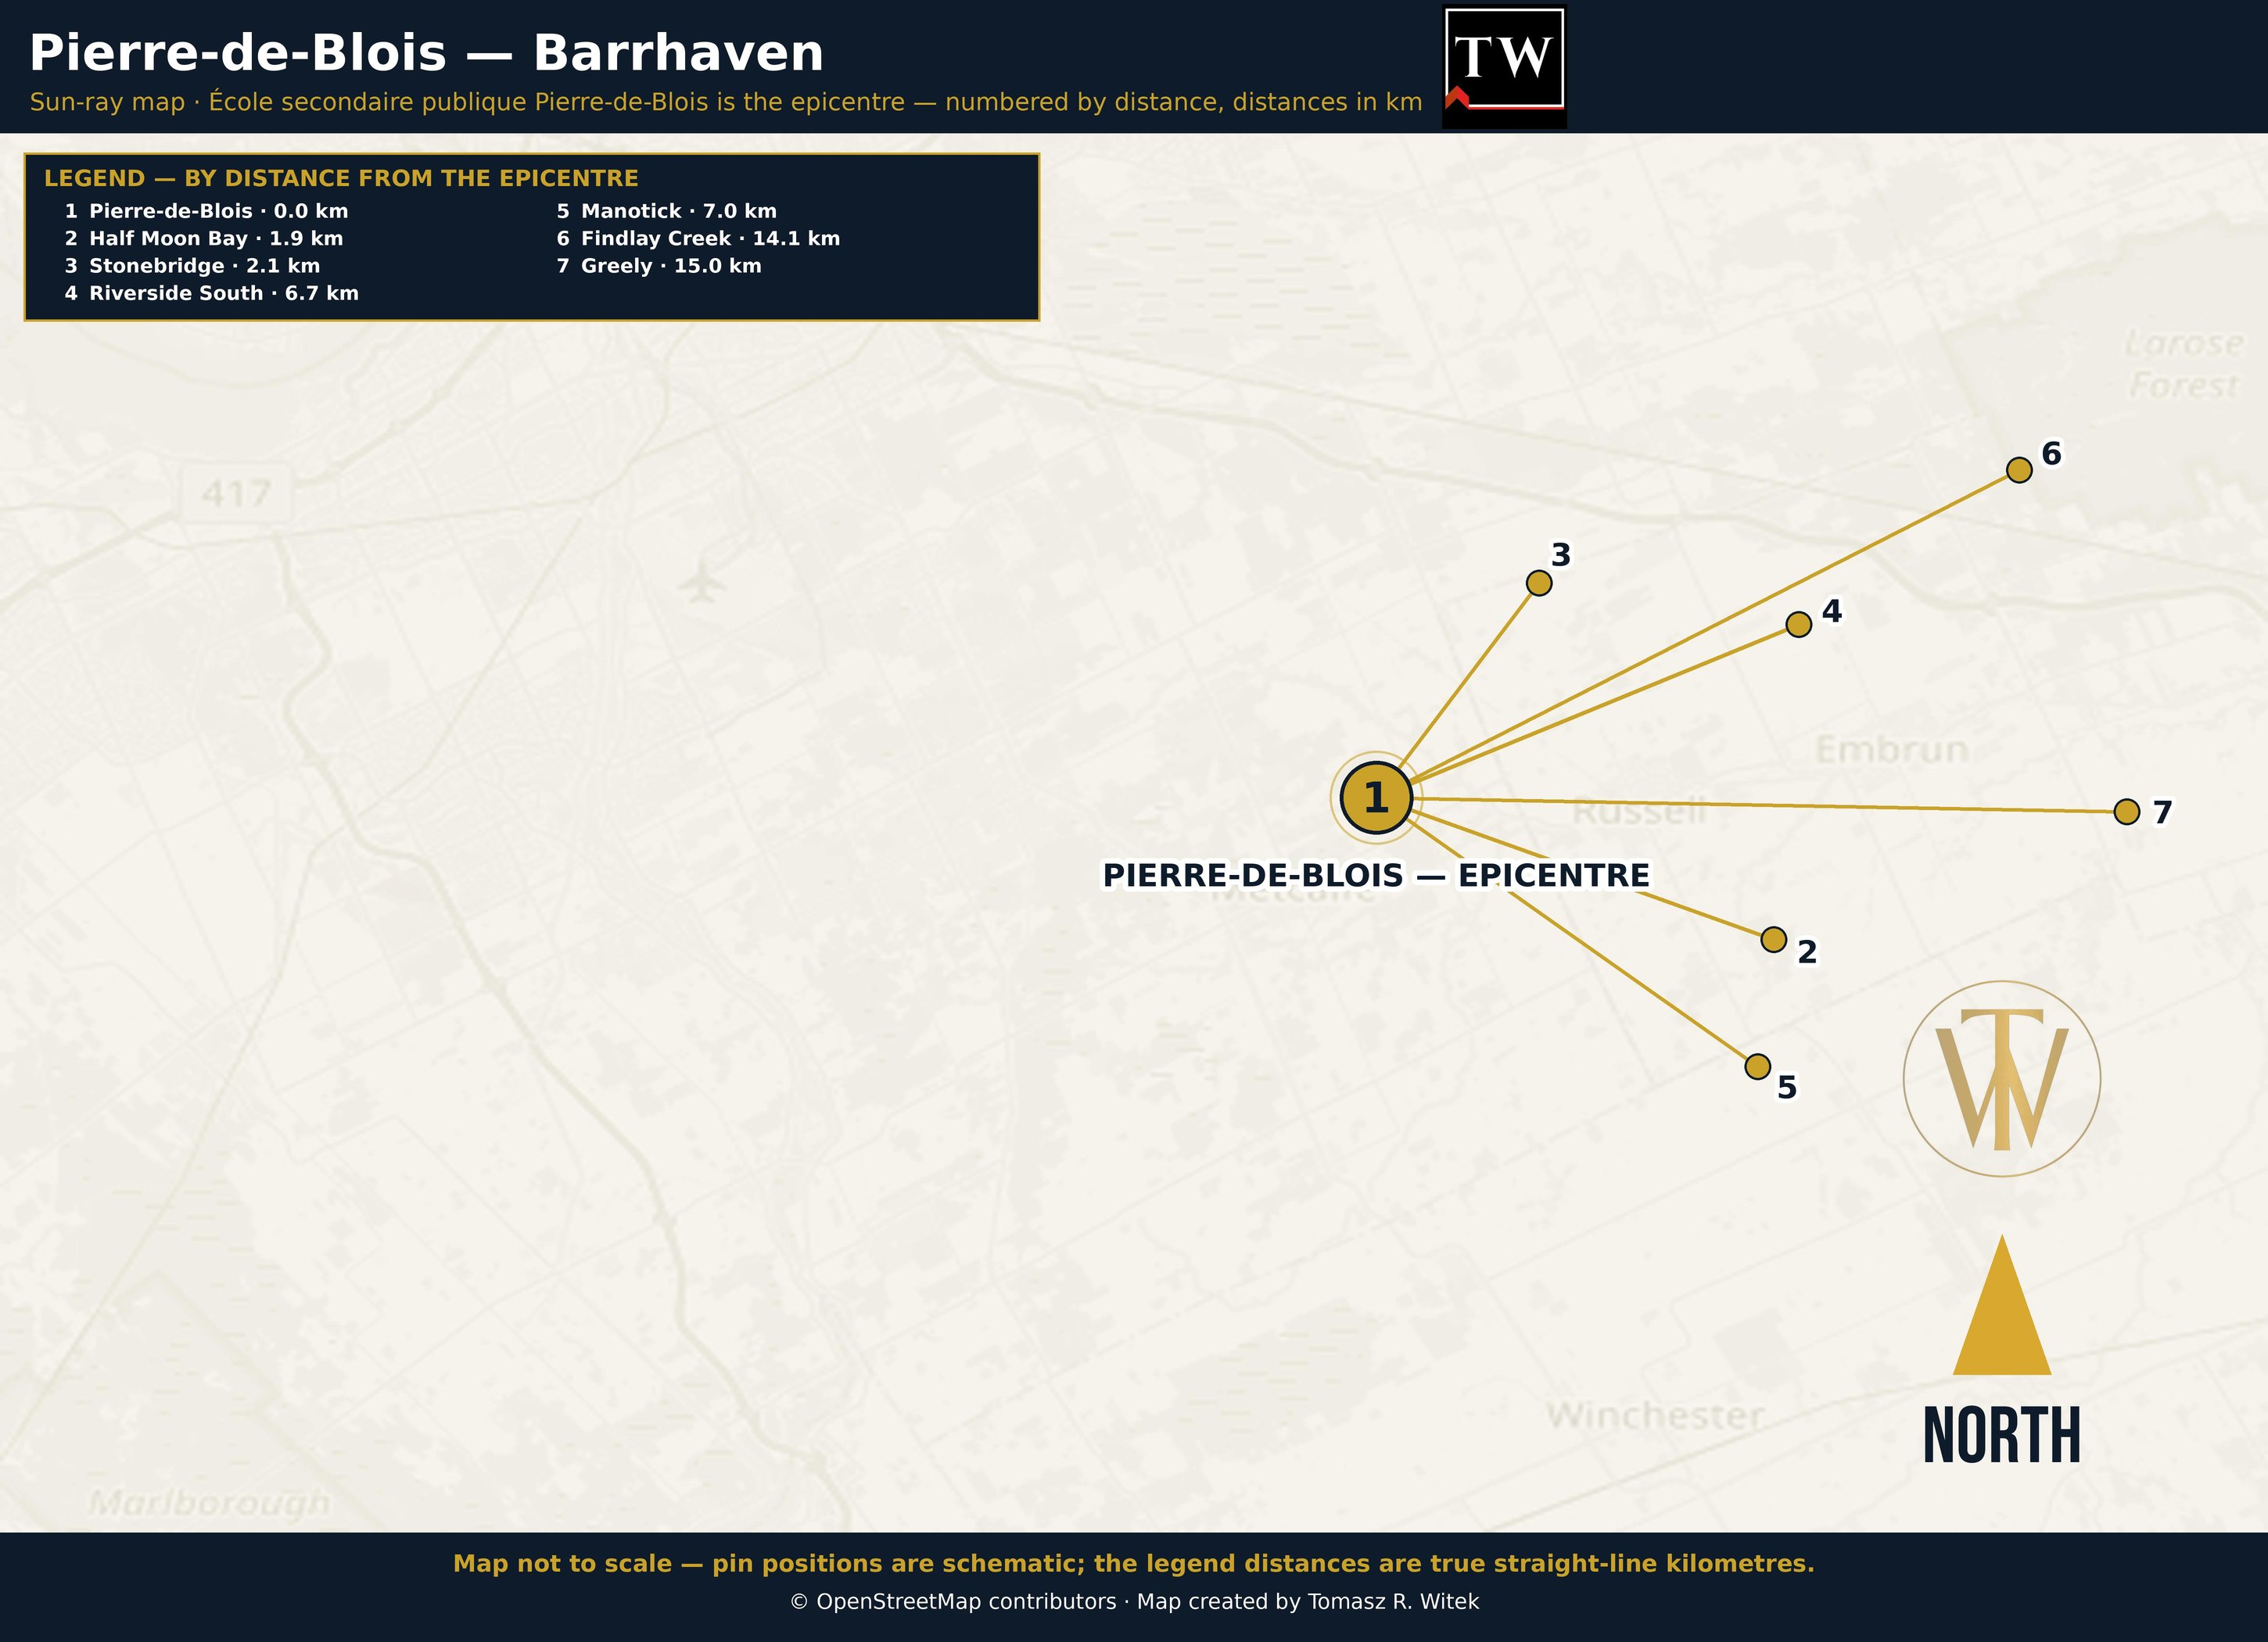 Pierre-de-Blois — Barrhaven
Sun-ray map · École secondaire publique Pierre-de-Blois is the epicentre — numbered by distance, distances in km
TW
LEGEND — BY DISTANCE FROM THE EPICENTRE
1 Pierre-de-Blois · 0.0 km
2 Half Moon Bay · 1.9 km
3 Stonebridge · 2.1 km
4 Riverside South · 6.7 km
5 Manotick · 7.0 km
6 Findlay Creek · 14.1 km
7 Greely · 15.0 km
Larose
Forest
6
417
3
4
Embrun
1
Russell
7
PIERRE-DE-BLOIS — EPICENTRE
Metcalfe
2
TW
5
NORTH
Winchester
Marlborough
Map not to scale — pin positions are schematic; the legend distances are true straight-line kilometres.
© OpenStreetMap contributors · Map created by Tomasz R. Witek